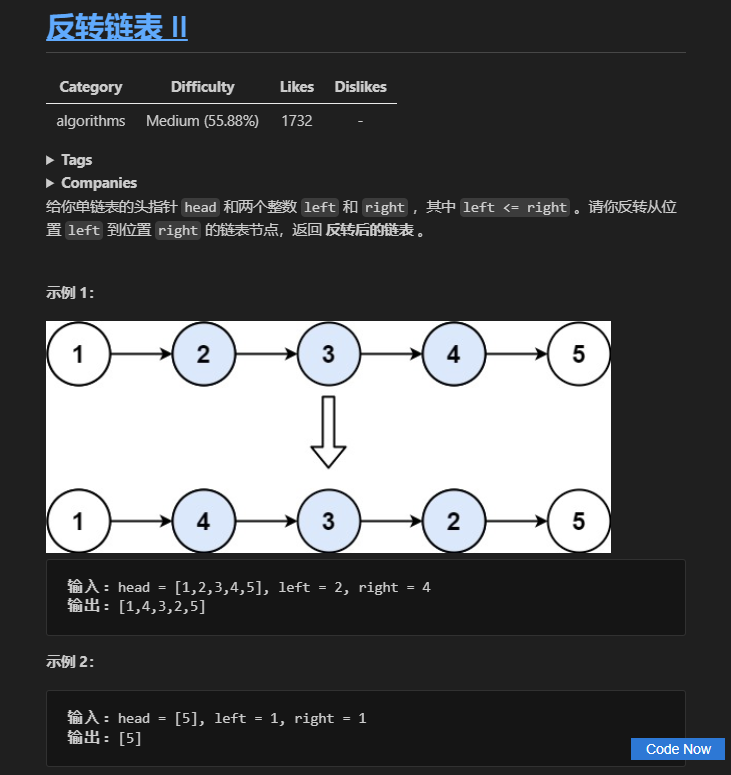 反转链表 II
Category Difficulty Likes Dislikes
algorithms Medium (55.88%) 1732 -
▶ Tags
▶ Companies
给你单链表的头指针 head 和两个整数 left 和 right ，其中 left <= right 。请你反转从位
置 left 到位置 right 的链表节点，返回 反转后的链表 。
示例 1：
1 2 3 4 5
1 4 3 2 5
输入：head = [1,2,3,4,5], left = 2, right = 4
输出：[1,4,3,2,5]
示例 2：
输入：head = [5], left = 1, right = 1
输出：[5]
Code Now